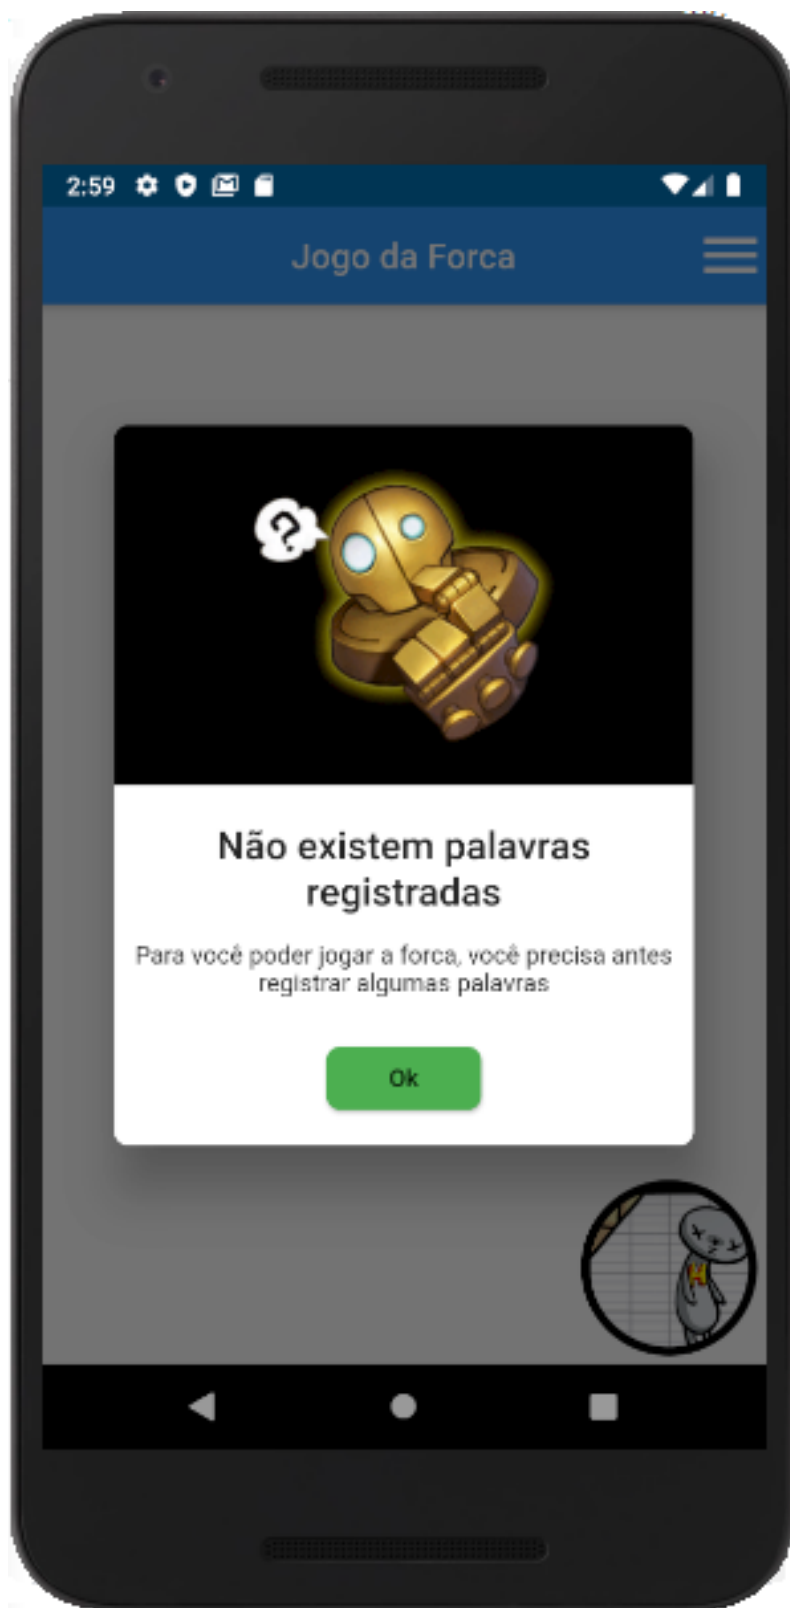 2:59
Jogo da Forca
?
Não existem palavras
registradas
Para você poder jogar a forca, você precisa antes
registrar algumas palavras
Ok
H